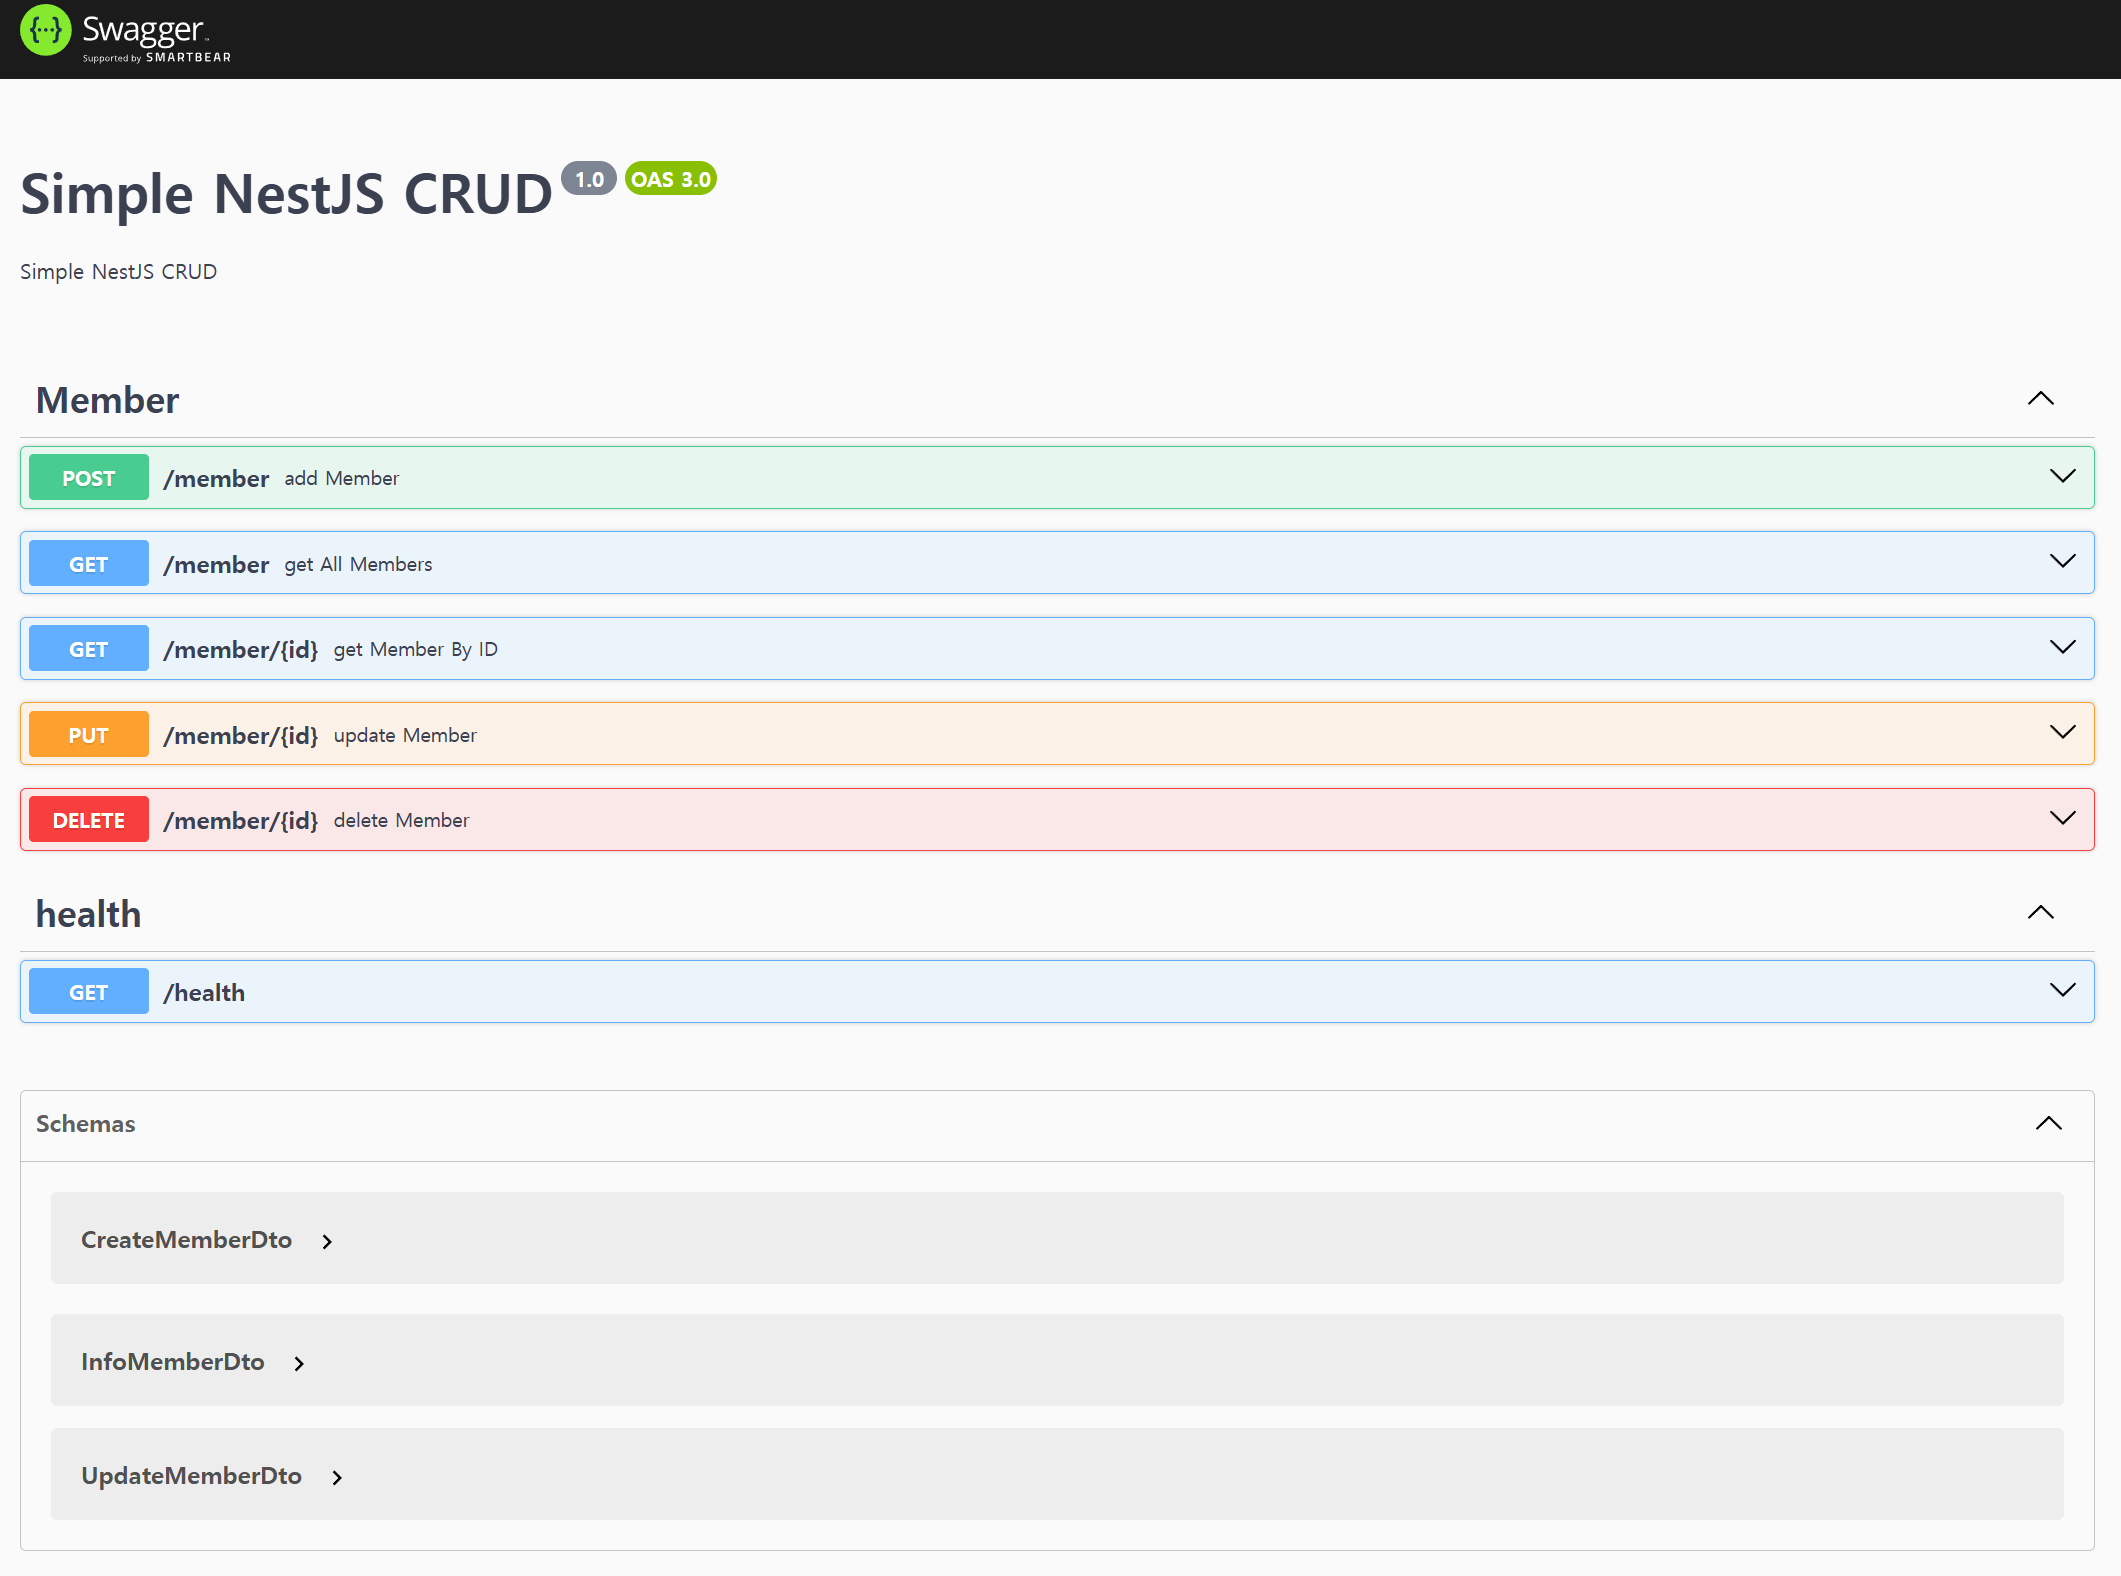 Swagger
Supported by SMARTBEAR
Simple NestJS CRUD 1.0 OAS 3.0
Simple NestJS CRUD
Member
POST /member add Member
GET /member get All Members
GET /member/{id} get Member By ID
PUT /member/{id} update Member
DELETE /member/{id} delete Member
health
GET /health
Schemas
CreateMemberDto
InfoMemberDto
UpdateMemberDto